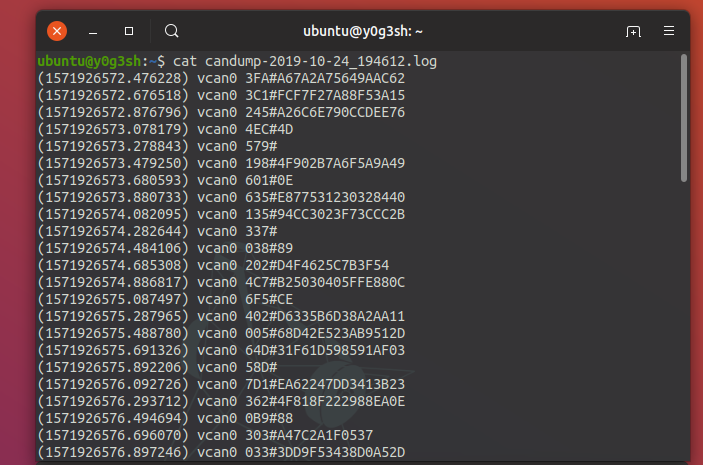 ubuntu@y0g3sh: ~
ubuntu@y0g3sh:~$ cat candump-2019-10-24_194612.log
(1571926572.476228) vcan0 3FA#A67A2A75649AAC62
(1571926572.676518) vcan0 3C1#FCF7F27A88F53A15
(1571926572.876796) vcan0 245#A26C6E790CCDEE76
(1571926573.078179) vcan0 4EC#4D
(1571926573.278843) vcan0 579#
(1571926573.479250) vcan0 198#4F902B7A6F5A9A49
(1571926573.680593) vcan0 601#0E
(1571926573.880733) vcan0 635#E877531230328440
(1571926574.082095) vcan0 135#94CC3023F73CCC2B
(1571926574.282644) vcan0 337#
(1571926574.484106) vcan0 038#89
(1571926574.685308) vcan0 202#D4F4625C7B3F54
(1571926574.886817) vcan0 4C7#B25030405FFE880C
(1571926575.087497) vcan0 6F5#CE
(1571926575.287965) vcan0 402#D6335B6D38A2AA11
(1571926575.488780) vcan0 005#68D42E523AB9512D
(1571926575.691326) vcan0 64D#31F61D598591AF03
(1571926575.892206) vcan0 58D#
(1571926576.092726) vcan0 7D1#EA62247DD3413B23
(1571926576.293712) vcan0 362#4F818F222988EA0E
(1571926576.494694) vcan0 0B9#88
(1571926576.696070) vcan0 303#A47C2A1F0537
(1571926576.897246) vcan0 033#3DD9F53438D0A52D